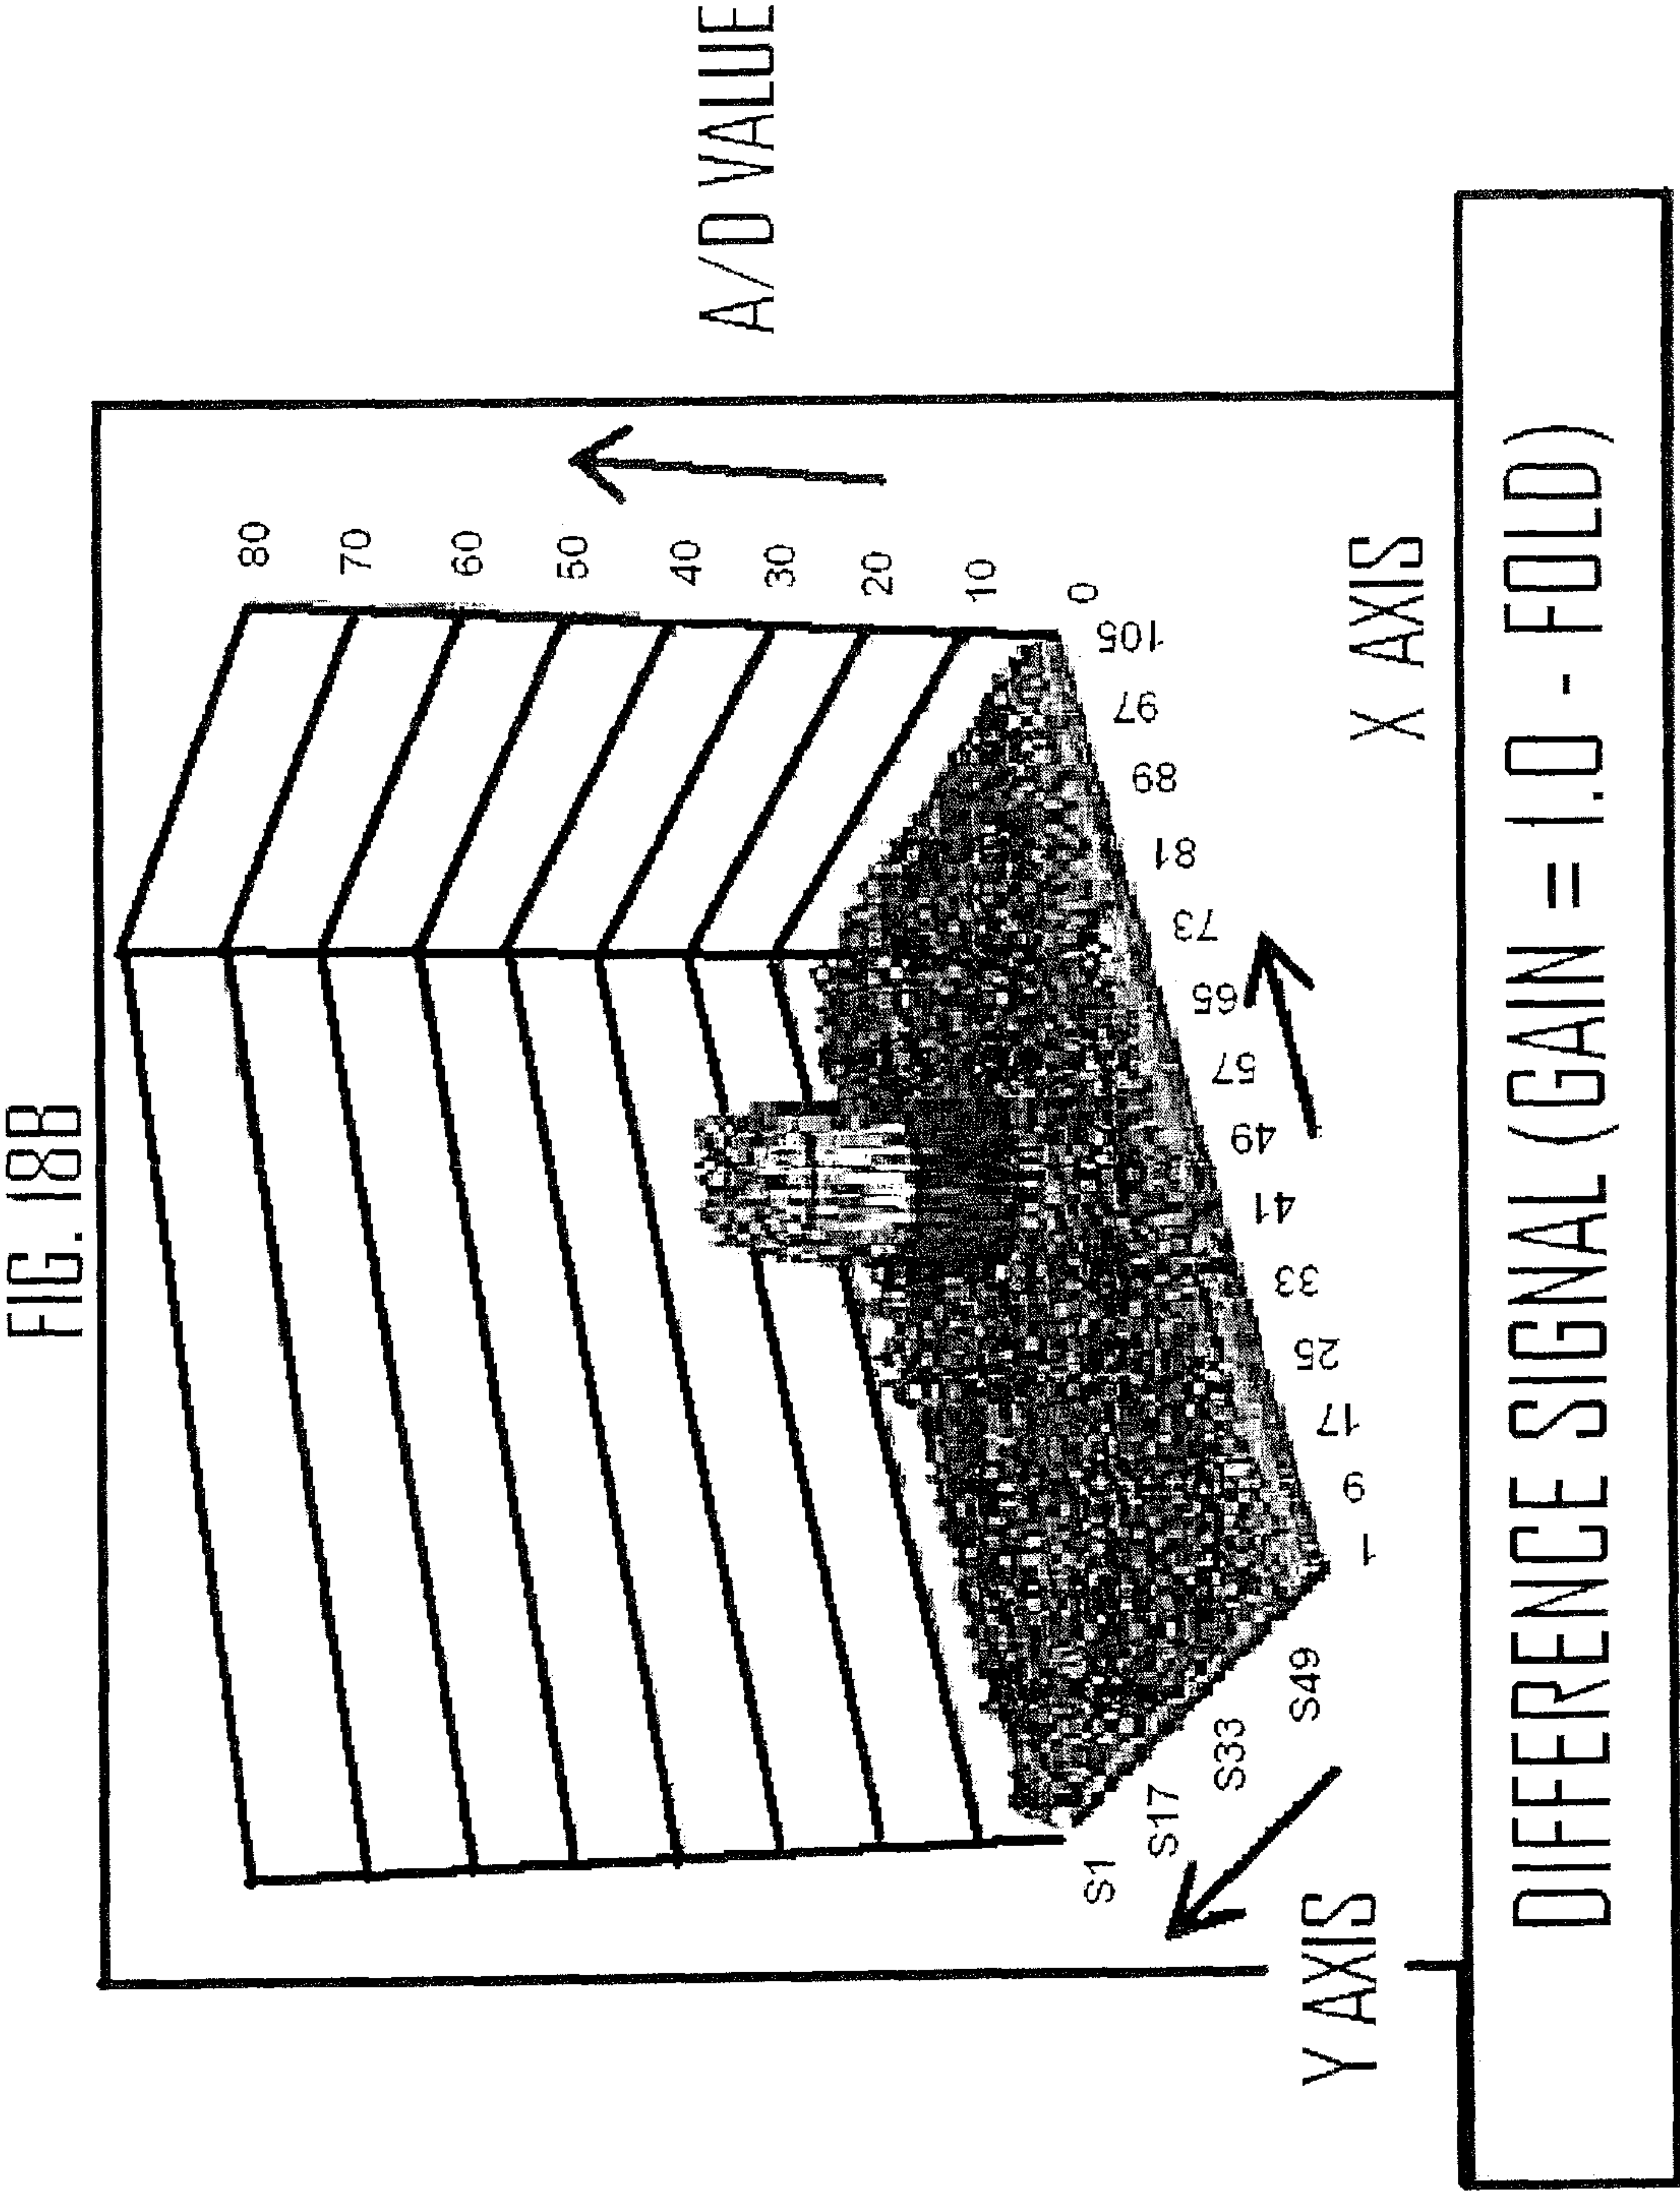 FIG. 18B
A/D VALUE
80
70
60
50
40
30
20
10
0
105
97
89
81
73
65
57
49
41
33
25
17
9
1
X AXIS
S1
S17
S33
S49
Y AXIS
DIFFERENCE SIGNAL (GAIN = 1.0 - FOLD)